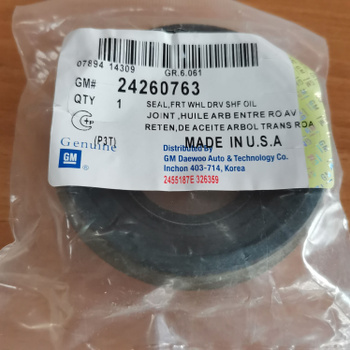 07894 14309
GR.6.061
GM# 24260763
QTY 1 SEAL,FRT WHL DRV SHF OIL
JOINT ,HUILE ARB ENTRE RO AV
RETEN,DE ACEITE ARBOL TRANS ROA
(P3T) MADE IN U.S.A
Genuine
GM
Distributed By
GM Daewoo Auto & Technology Co.
Inchon 403-714, Korea
2455187E 326359